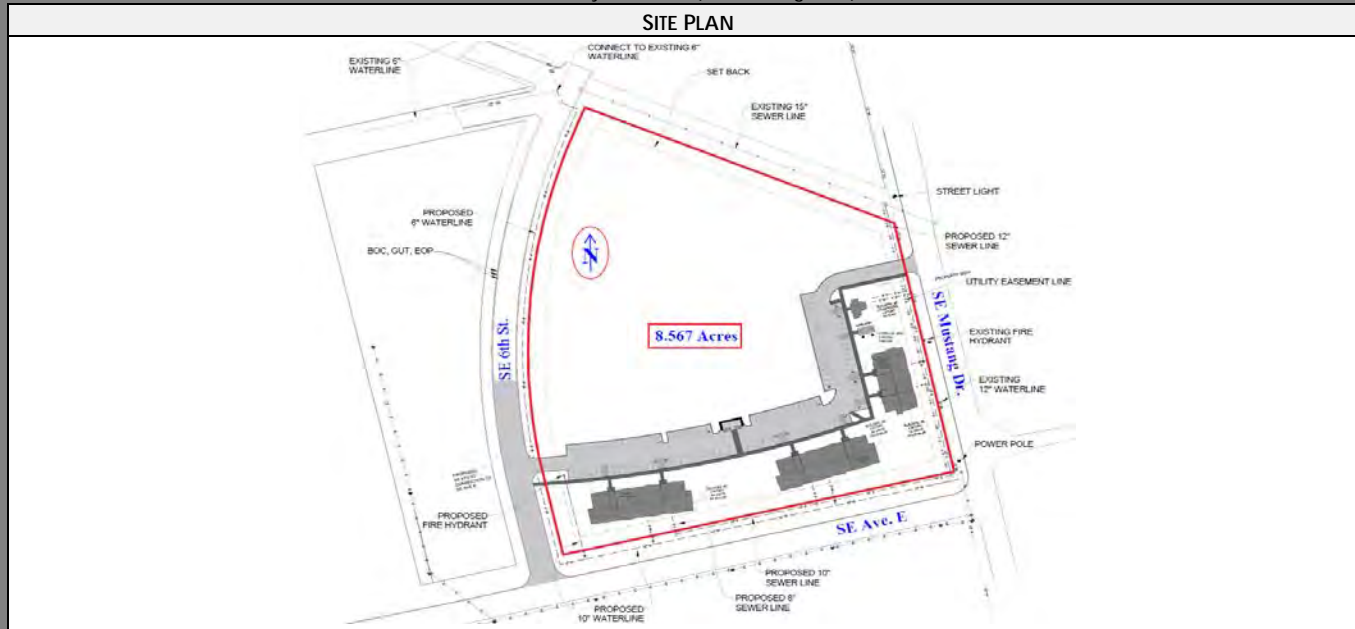 SITE PLAN
CONNECT TO EXISTING 6"
WATERLINE
EXISTING 6"
WATERLINE
SET BACK
EXISTING 15"
SEWER LINE
STREET LIGHT
PROPOSED
6" WATERLINE
PROPOSED 12"
SEWER LINE
BOC, GUT, EOP
N
UTILITY EASEMENT LINE
SE Mustang Dr.
SE 6th St.
8.567 Acres
EXISTING FIRE
HYDRANT
EXISTING
12" WATERLINE
POWER POLE
PROPOSED
FIRE HYDRANT
SE Ave. E
PROPOSED 10"
SEWER LINE
PROPOSED 8"
SEWER LINE
PROPOSED
10" WATERLINE